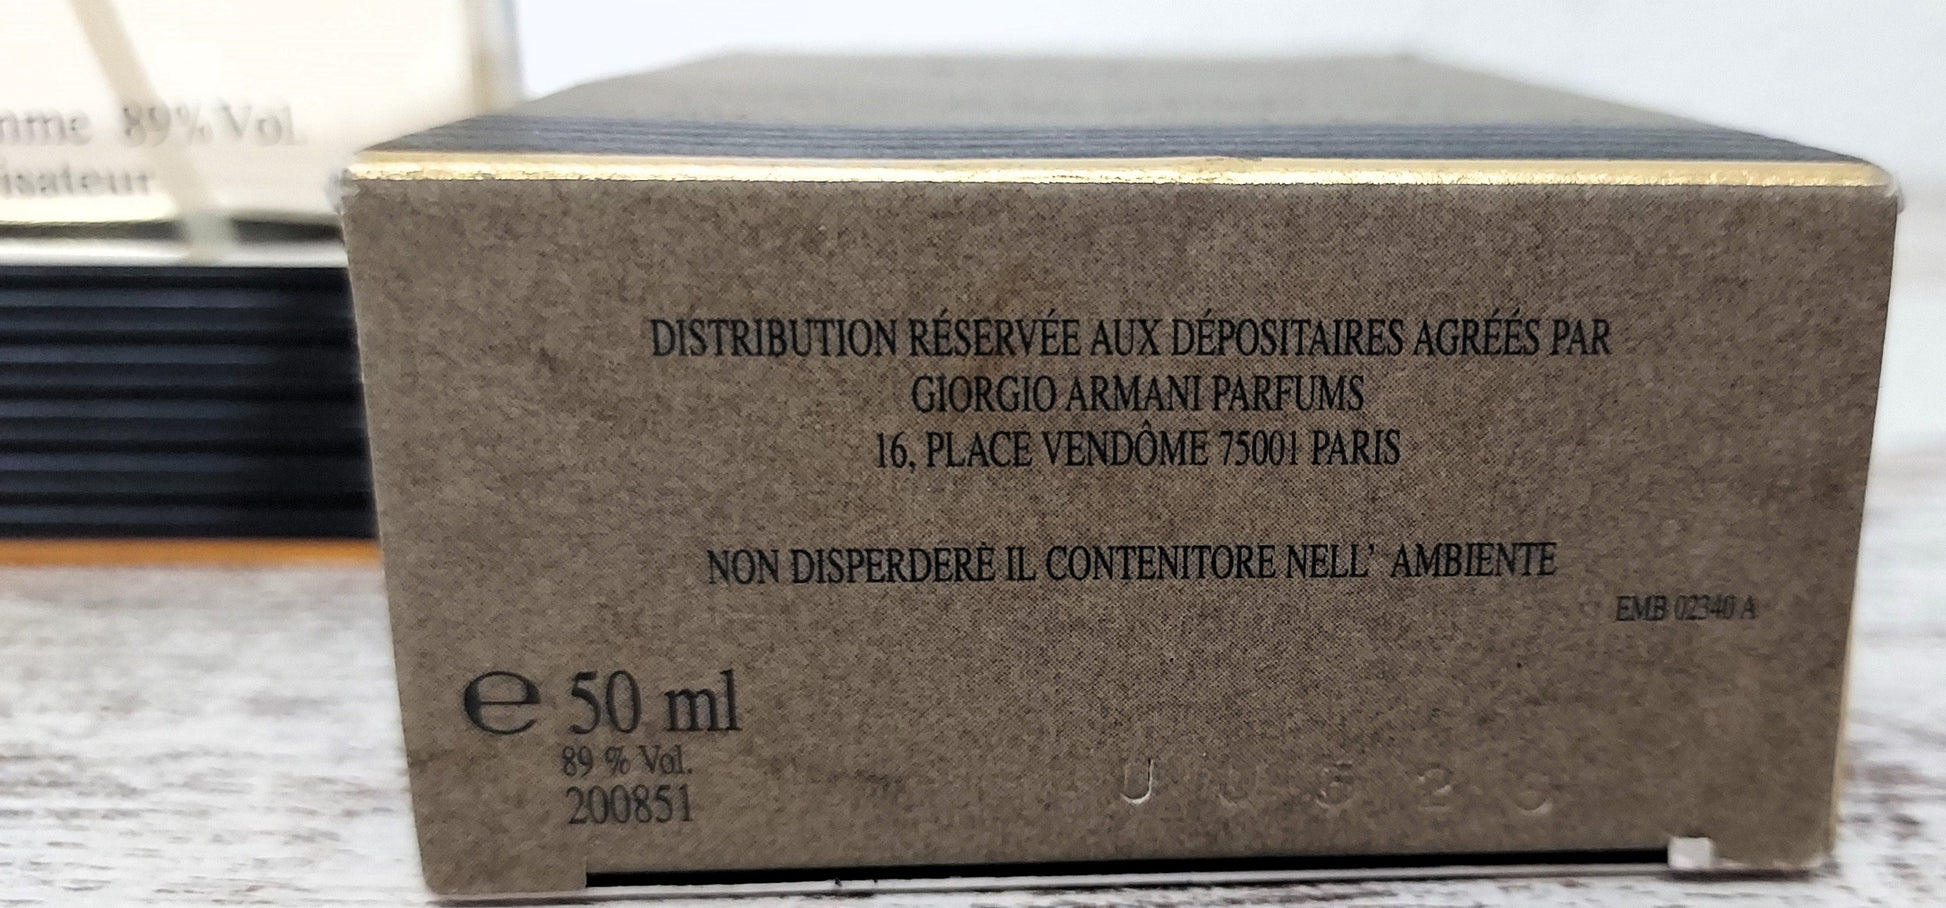 89% Vol
isateur
DISTRIBUTION RÉSERVÉE AUX DÉPOSITAIRES AGRÉÉS PAR
GIORGIO ARMANI PARFUMS
16, PLACE VENDÔME 75001 PARIS
NON DISPERDERE IL CONTENITORE NELL' AMBIENTE
EMB 02340 A
e 50 ml
89 % Vol.
200851